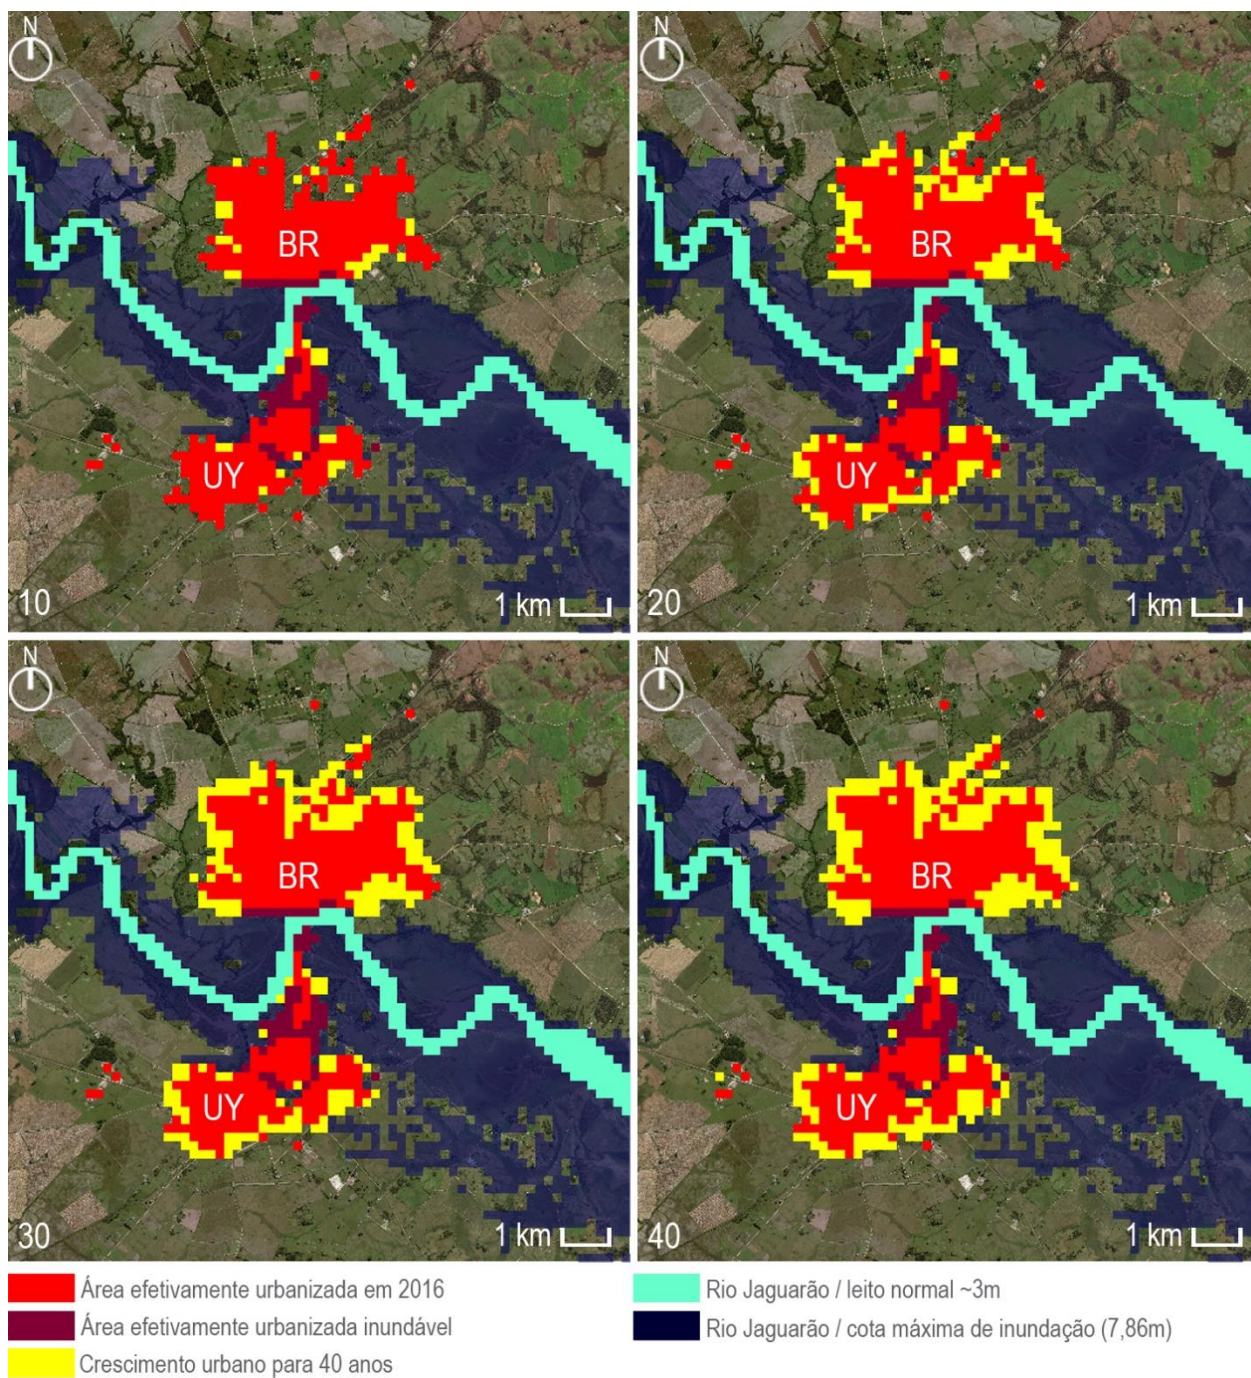 N
BR
UY
10
1 km
N
BR
UY
20
1 km
N
BR
UY
30
1 km
N
BR
UY
40
1 km
Área efetivamente urbanizada em 2016
Área efetivamente urbanizada inundável
Crescimento urbano para 40 anos
Rio Jaguarão / leito normal ~3m
Rio Jaguarão / cota máxima de inundação (7,86m)